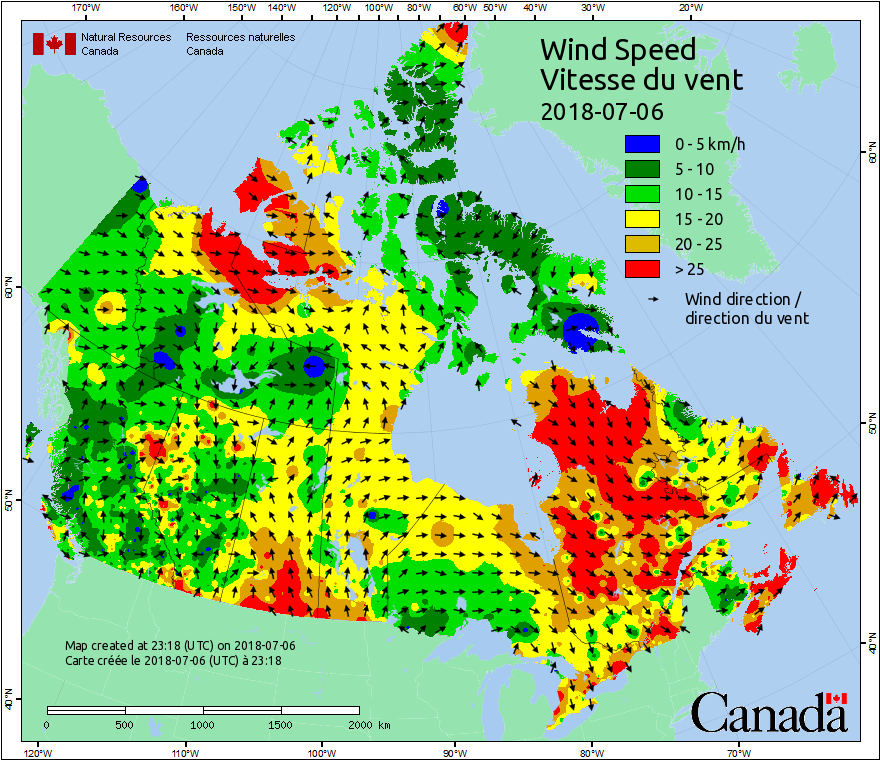 170°W 160°W 150°W 140°W 120°W 100°W 80°W 60°W 50°W 40°W 30°W 20°W
Natural Resources Ressources naturelles
Canada Canada
Wind Speed
Vitesse du vent
2018-07-06
0 - 5 km/h
5 - 10
10 - 15
15 - 20
20 - 25
> 25
Wind direction /
direction du vent
60°N
60°N
50°N
50°N
40°N
40°N
Map created at 23:18 (UTC) on 2018-07-06
Carte créée le 2018-07-06 (UTC) à 23:18
0 500 1000 1500 2000 km
Canada
120°W 110°W 100°W 90°W 80°W 70°W